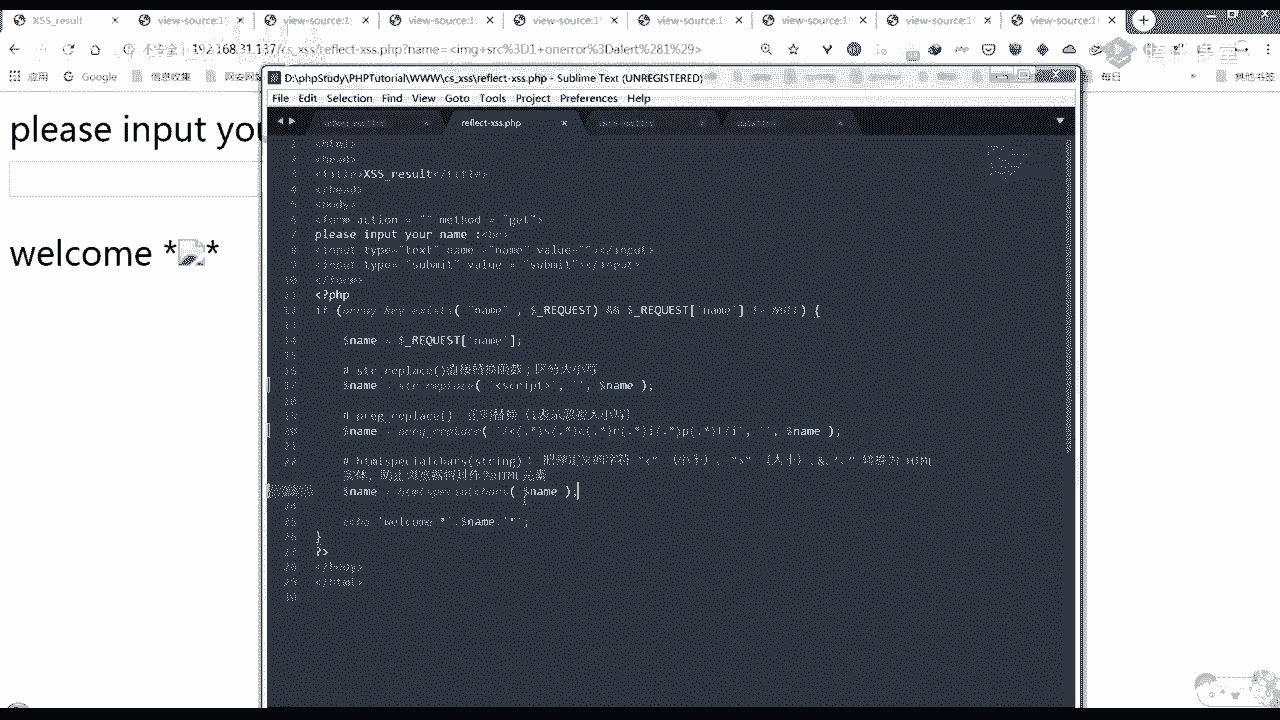 XSS_result
view-source:1
view-source:1
view-source:1
view-source:1
view-source:1
view-source:1
view-source:1
view-source:1
不安全 192.168.31.137/cs_xss/reflect-xss.php?name=<img+src%3D1+onerror%3Dalert%281%29>
应用 Google 信息收集 每日 其他书签
please input you
welcome **
D:\phpStudy\PHPTutorial\WWW\cs_xss\reflect-xss.php - Sublime Text (UNREGISTERED)
File Edit Selection Find View Goto Tools Project Preferences Help
reflect-xss.php
<html>
2 <head>
3 <title>XSS_result</title>
4 </head>
5 <body>
6 <form action = "" method = "get">
7 please input your name :<br>
8 <input type="text" name ="name" value=""></input>
9 <input type= "submit" value = "submit"></input>
10 </form>
11 <?php
12 if (array_key_exists( "name" , $_REQUEST) && $_REQUEST['name'] != NULL) {
13
14 $name = $_REQUEST['name'];
15
16 # str_replace()直接替换函数；区分大小写
17 $name = str_replace( '<script>', '', $name );
19 # preg_replace() 正则替换（i表示忽略大小写）
20 $name = preg_replace( '/<(.*)s(.*)c(.*)r(.*)i(.*)p(.*)t/i', '', $name );
21
22 # htmlspecialchars(string)： 把预定义的字符 "<" （小于）、 ">" （大于）、& 转换为 HTML
实体，防止浏览器将其作为HTML元素
$name = htmlspecialchars( $name );
24
25 echo 'welcome *'.$name.'*';
26 }
27 ?>
28 </body>
29 </html>
30